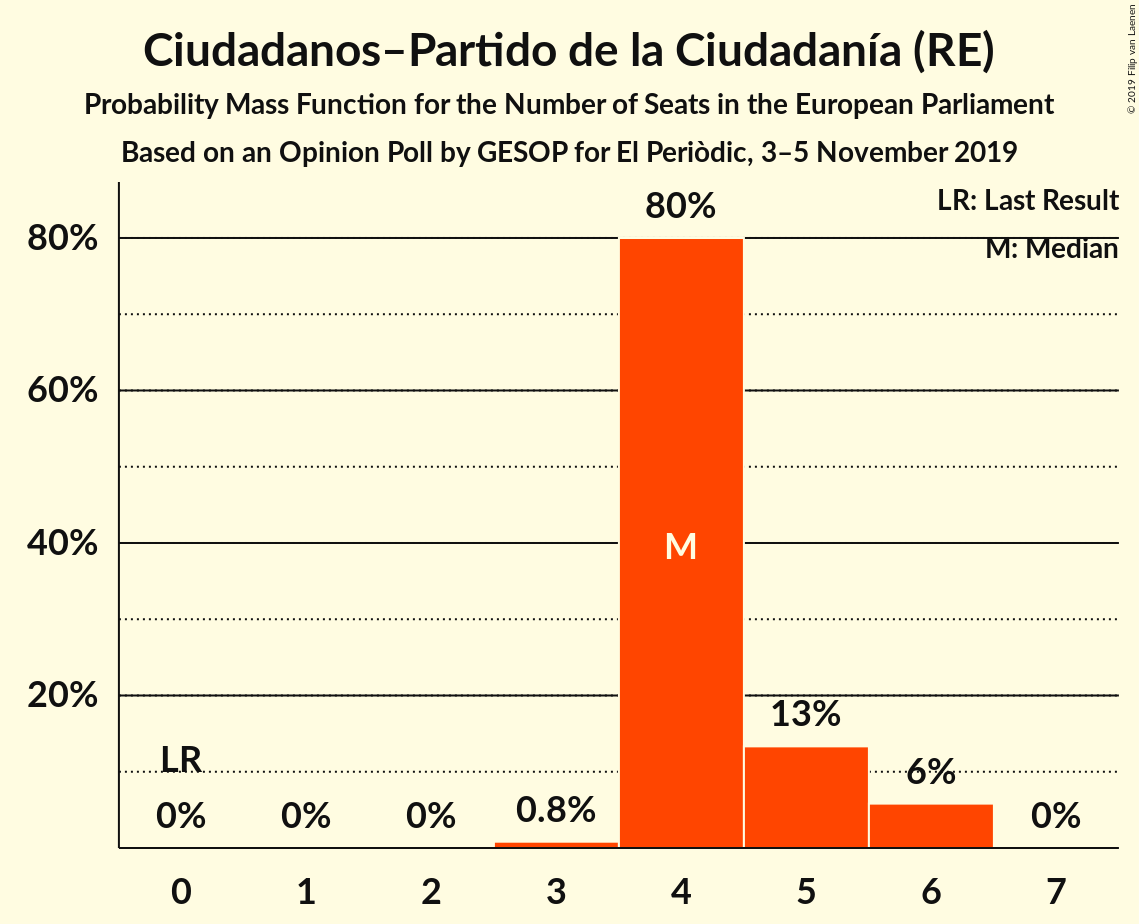 Ciudadanos–Partido de la Ciudadanía (RE)
Probability Mass Function for the Number of Seats in the European Parliament
Based on an Opinion Poll by GESOP for El Periòdic, 3–5 November 2019
© 2019 Filip van Laenen
LR: Last Result
M: Median
80%
60%
40%
20%
LR
0%
0%
0%
0.8%
80%
M
13%
6%
0%
0 1 2 3 4 5 6 7